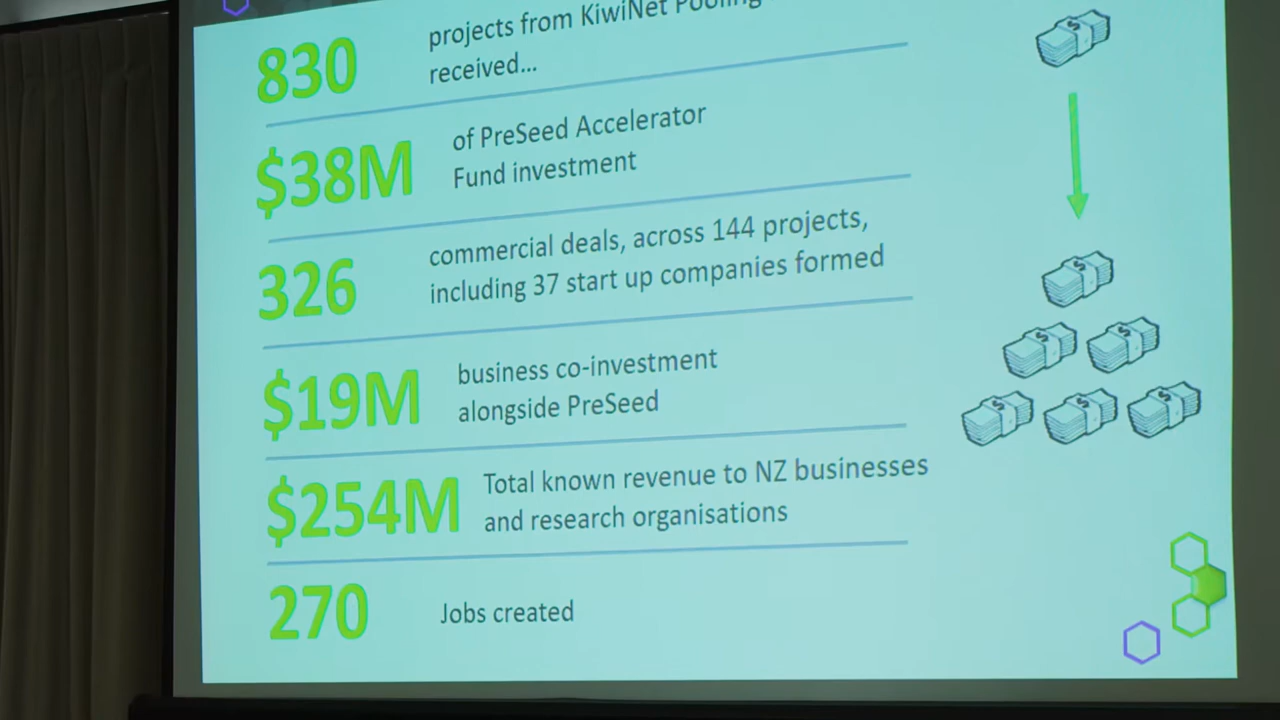 830
projects from KiwiNet Pooling
received...
$38M
of PreSeed Accelerator
Fund investment
326
commercial deals, across 144 projects,
including 37 start up companies formed
$19M
business co-investment
alongside PreSeed
$254M
Total known revenue to NZ businesses
and research organisations
270
Jobs created